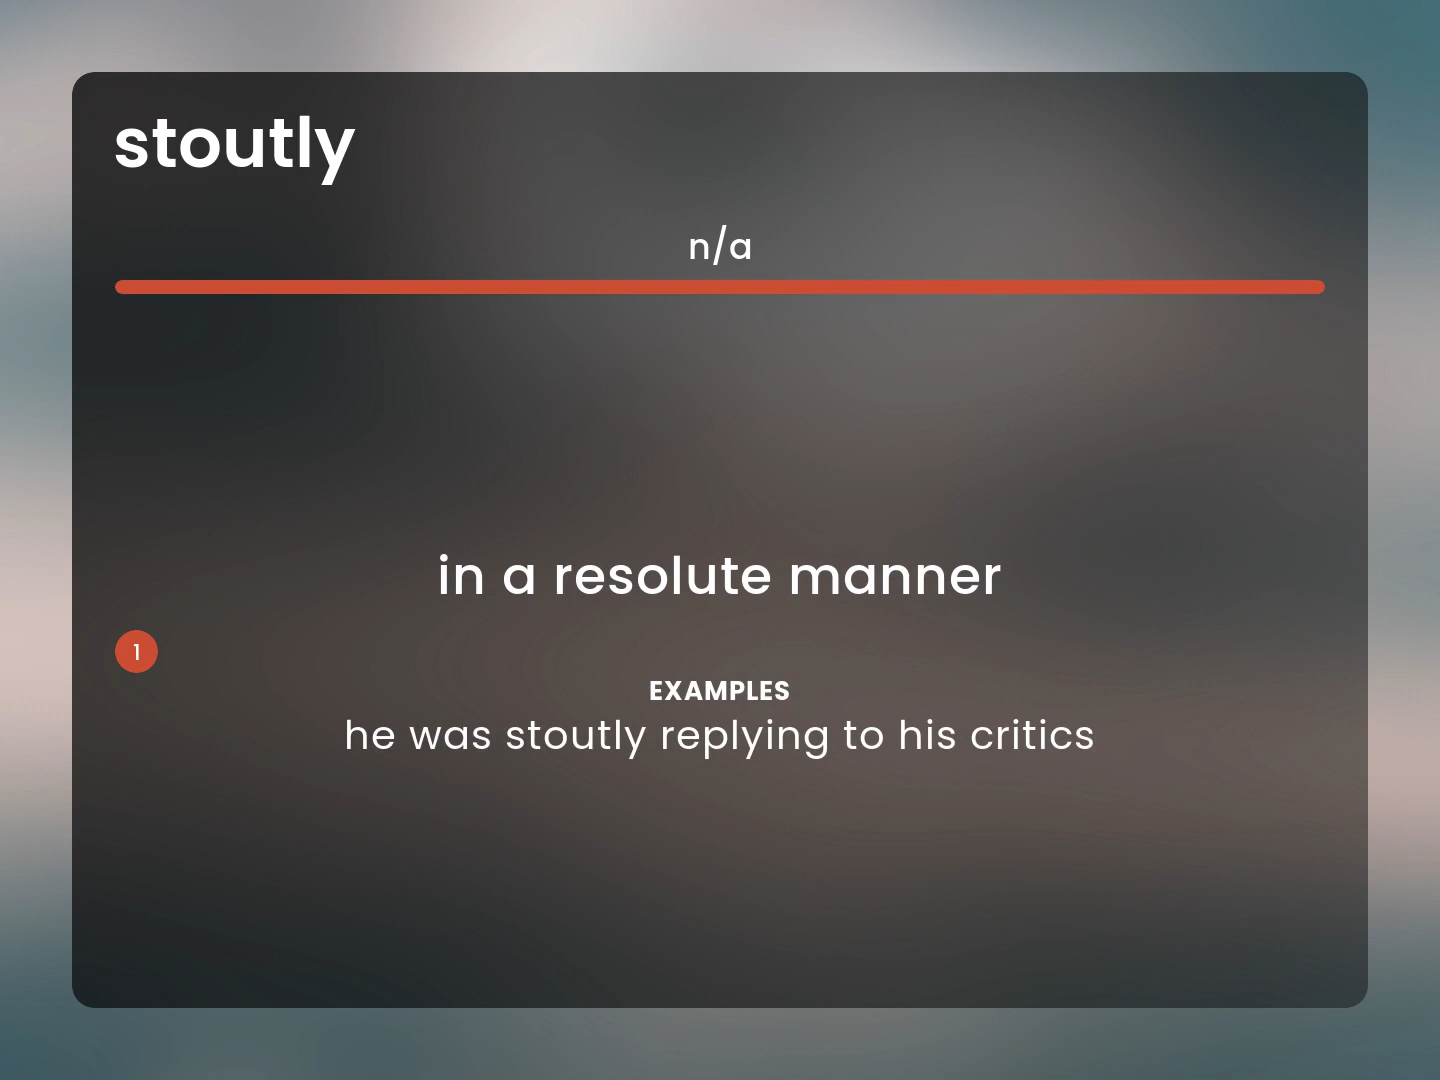 stoutly
n/a
in a resolute manner
1
EXAMPLES
he was stoutly replying to his critics